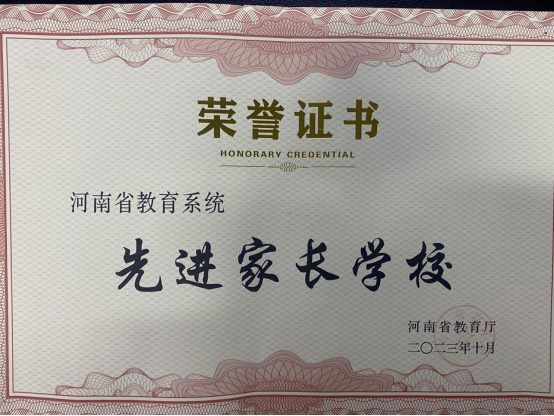 荣誉证书
HONORARY CREDENTIAL
河南省教育系统
先进家长学校
河南省教育厅
二〇二三年十月